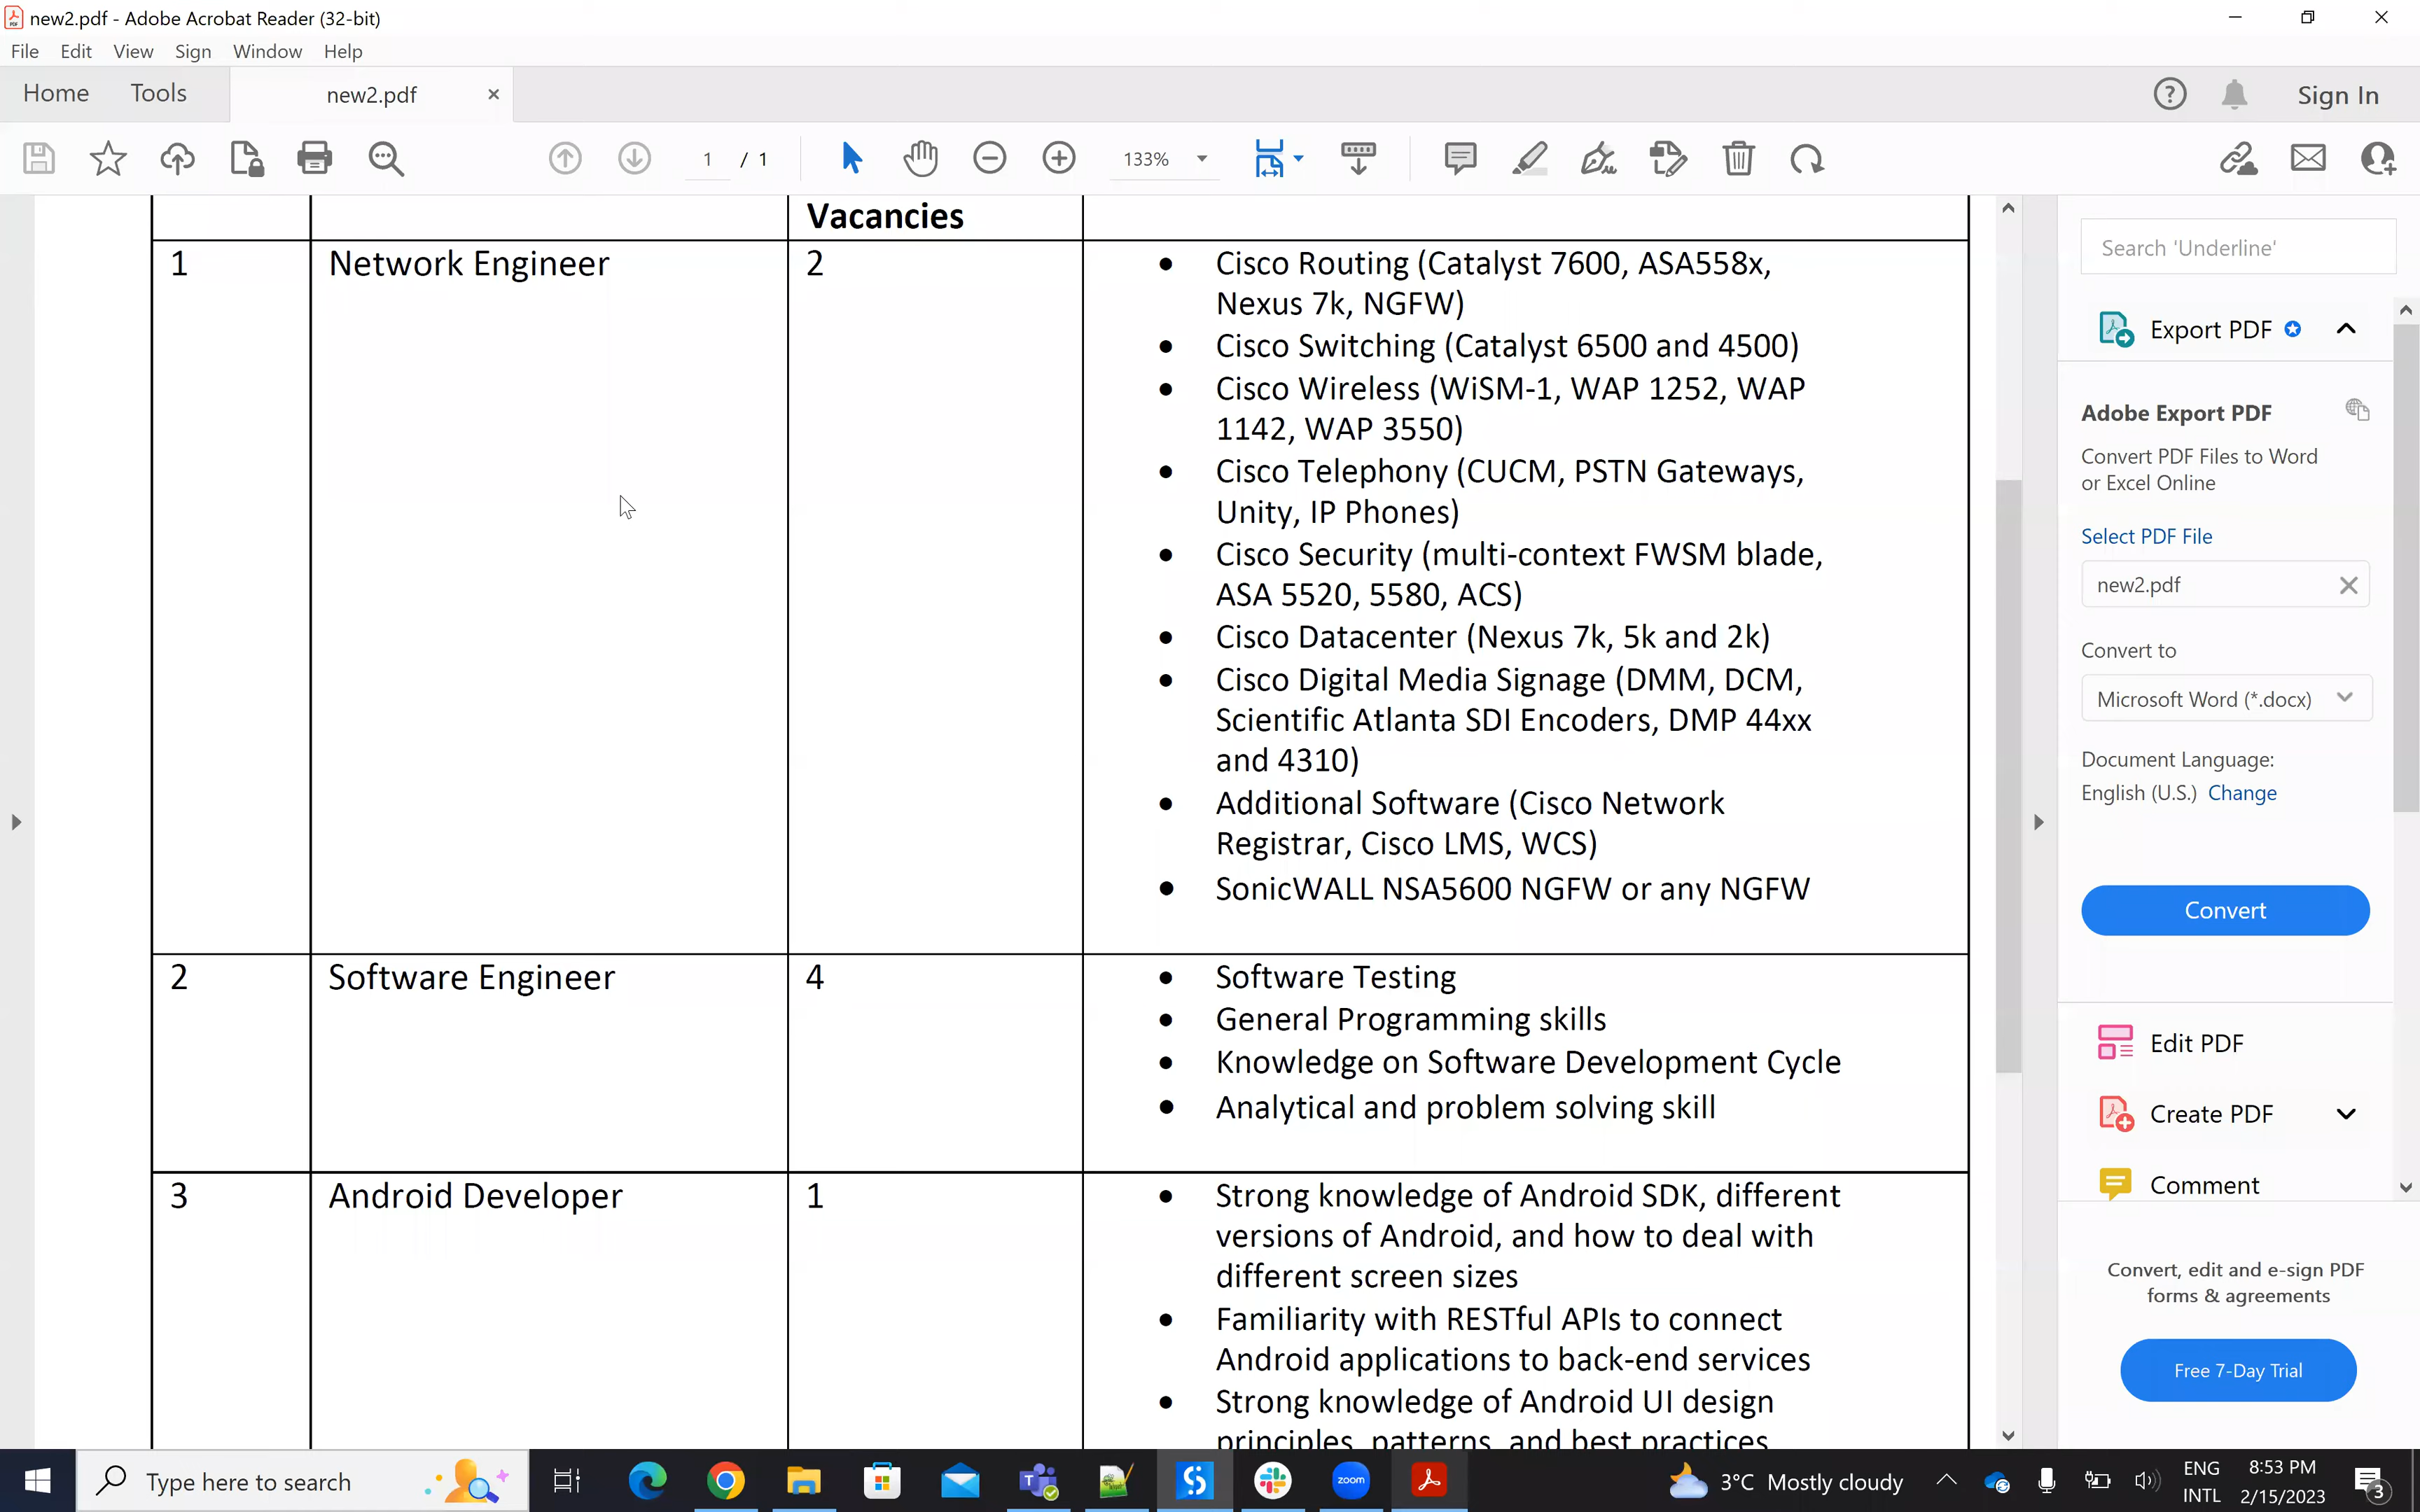 new2.pdf - Adobe Acrobat Reader (32-bit)
File Edit View Sign Window Help
Home Tools new2.pdf Sign In
1 / 1 133%
Vacancies
1 Network Engineer 2
• Cisco Routing (Catalyst 7600, ASA558x,
Nexus 7k, NGFW)
• Cisco Switching (Catalyst 6500 and 4500)
• Cisco Wireless (WiSM-1, WAP 1252, WAP
1142, WAP 3550)
• Cisco Telephony (CUCM, PSTN Gateways,
Unity, IP Phones)
• Cisco Security (multi-context FWSM blade,
ASA 5520, 5580, ACS)
• Cisco Datacenter (Nexus 7k, 5k and 2k)
• Cisco Digital Media Signage (DMM, DCM,
Scientific Atlanta SDI Encoders, DMP 44xx
and 4310)
• Additional Software (Cisco Network
Registrar, Cisco LMS, WCS)
• SonicWALL NSA5600 NGFW or any NGFW
2 Software Engineer 4
• Software Testing
• General Programming skills
• Knowledge on Software Development Cycle
• Analytical and problem solving skill
3 Android Developer 1
• Strong knowledge of Android SDK, different
versions of Android, and how to deal with
different screen sizes
• Familiarity with RESTful APIs to connect
Android applications to back-end services
• Strong knowledge of Android UI design
principles, patterns, and best practices
Search 'Underline'
Export PDF
Adobe Export PDF
Convert PDF Files to Word
or Excel Online
Select PDF File
new2.pdf
Convert to
Microsoft Word (*.docx)
Document Language:
English (U.S.) Change
Convert
Edit PDF
Create PDF
Comment
Convert, edit and e-sign PDF
forms & agreements
Free 7-Day Trial
Type here to search
zoom
3°C Mostly cloudy
ENG
INTL
8:53 PM
2/15/2023
3